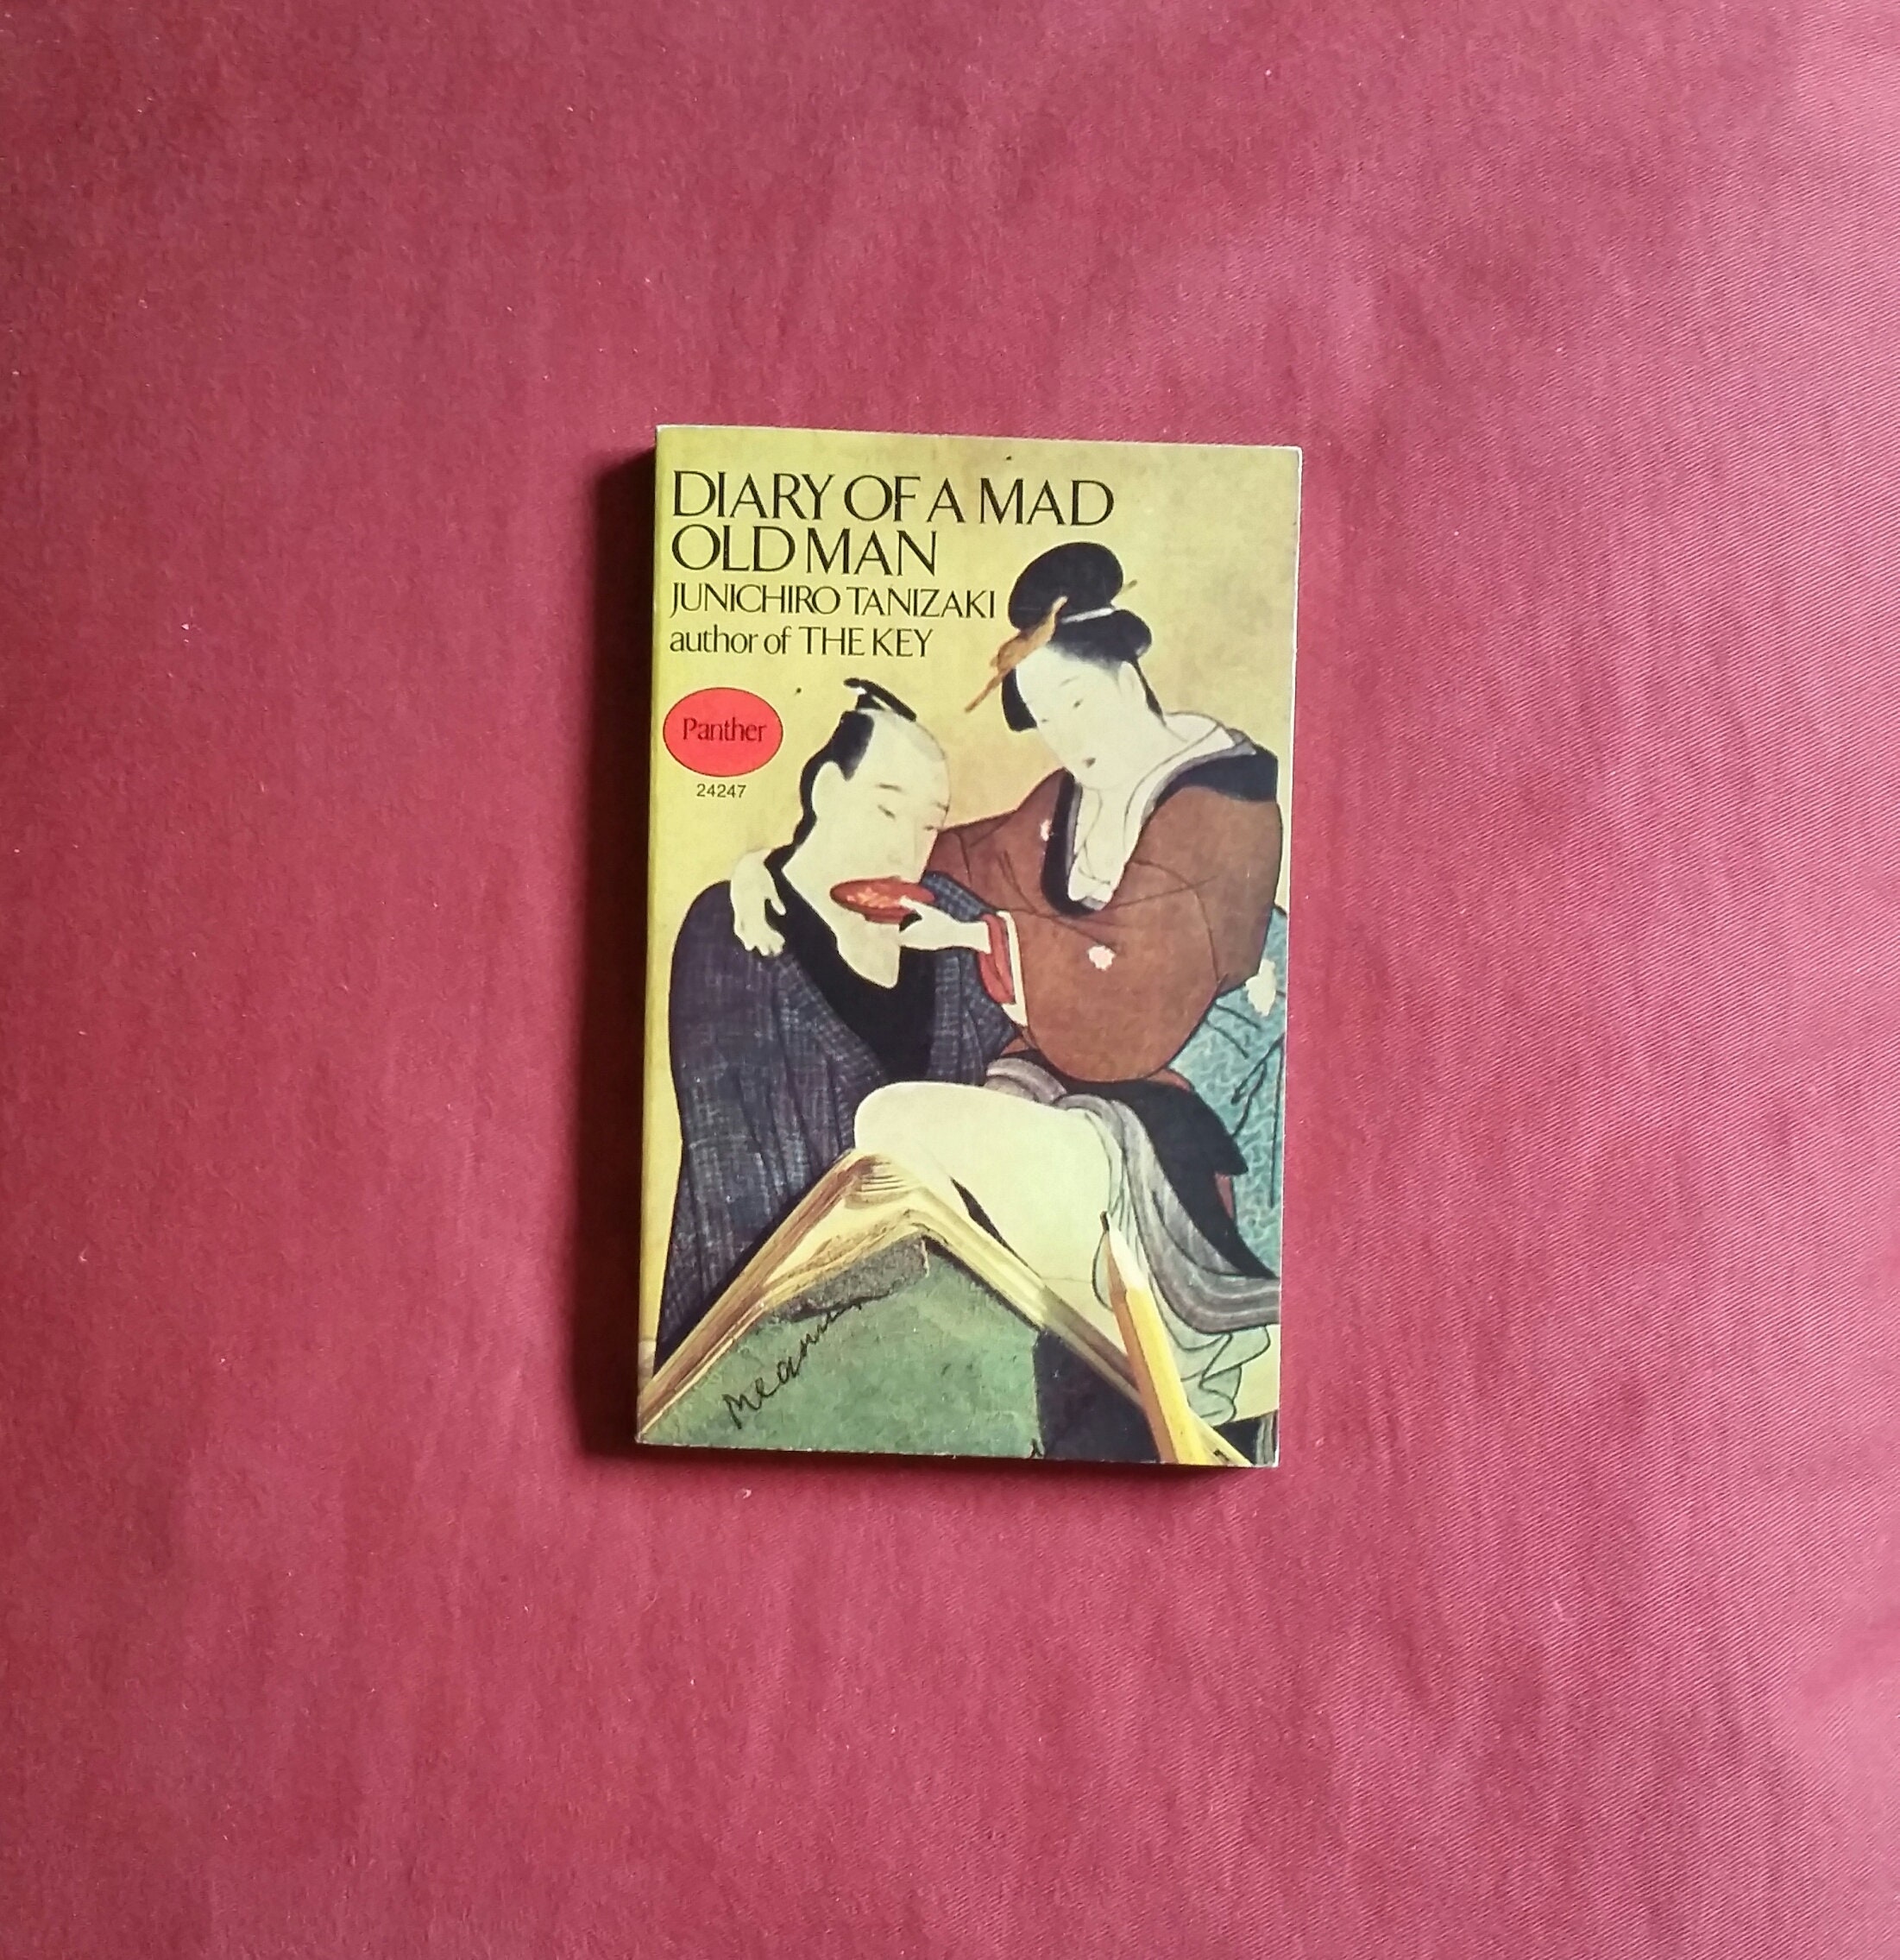 DIARY OF A MAD
OLD MAN
JUNICHIRO TANIZAKI
author of THE KEY
Panther
24247